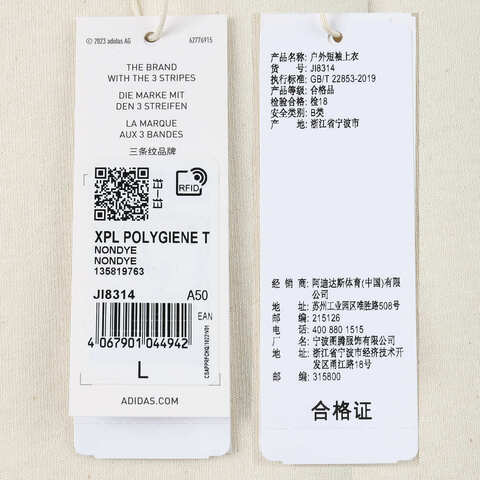 © 2023 adidas AG
62776915
THE BRAND
WITH THE 3 STRIPES
DIE MARKE MIT
DEN 3 STREIFEN
LA MARQUE
AUX 3 BANDES
三条纹品牌
RFID
EI-EI
XPL POLYGIENE T
NONDYE
NONDYE
135819763
JI8314 A50
EAN
4 067901 044942
L
ADIDAS.COM
产品名称: 户外短袖上衣
货 号: JI8314
执行标准: GB/T 22853-2019
产品等级: 合格品
检验合格: 检18
安全类别: B类
产 地: 浙江省宁波市
经 销 商: 阿迪达斯体育(中国)有限
公司
地 址: 苏州工业园区唯胜路508号
邮 编: 215126
电 话: 400 880 1515
厂 名: 宁波图腾服饰有限公司
地 址: 浙江省宁波市经济技术开
发区甬江路18号
邮 编: 315800
合格证